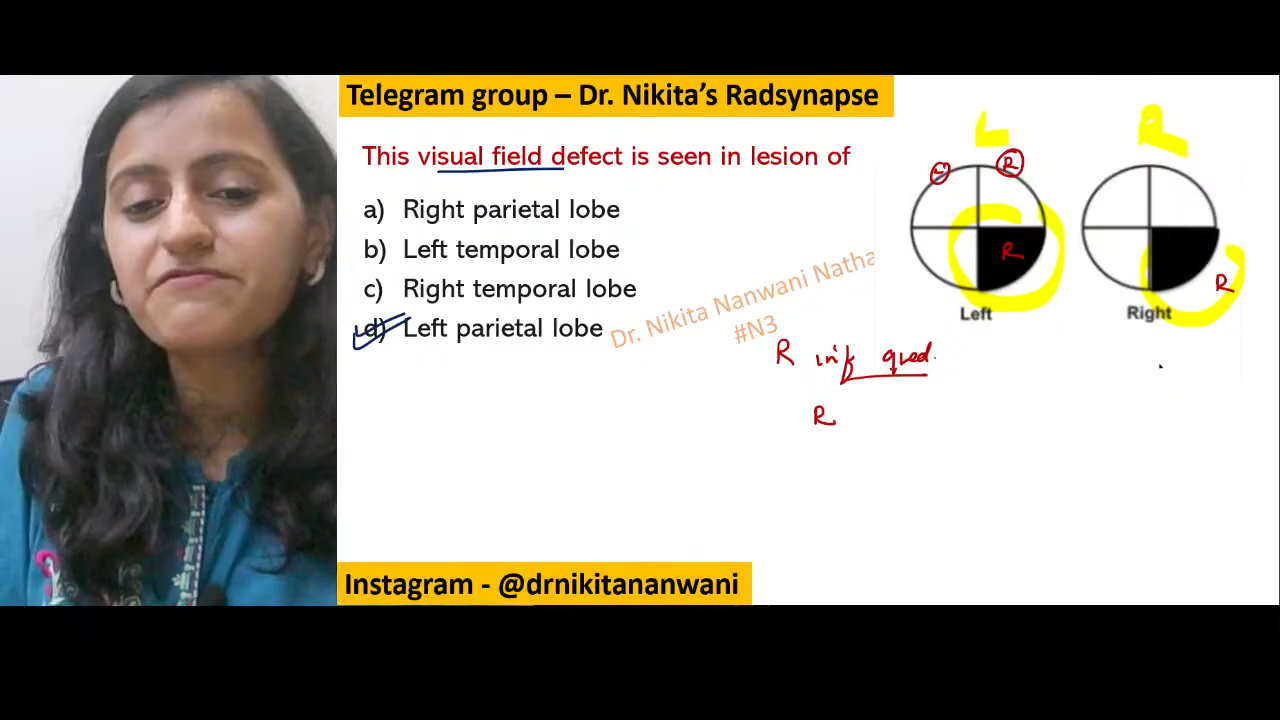 Telegram group – Dr. Nikita's Radsynapse
This visual field defect is seen in lesion of
a) Right parietal lobe
b) Left temporal lobe
c) Right temporal lobe
d) Left parietal lobe
Dr. Nikita Nanwani Natha
#N3
L R
L R
R R
Left Right
R inf quad.
R
Instagram - @drnikitananwani